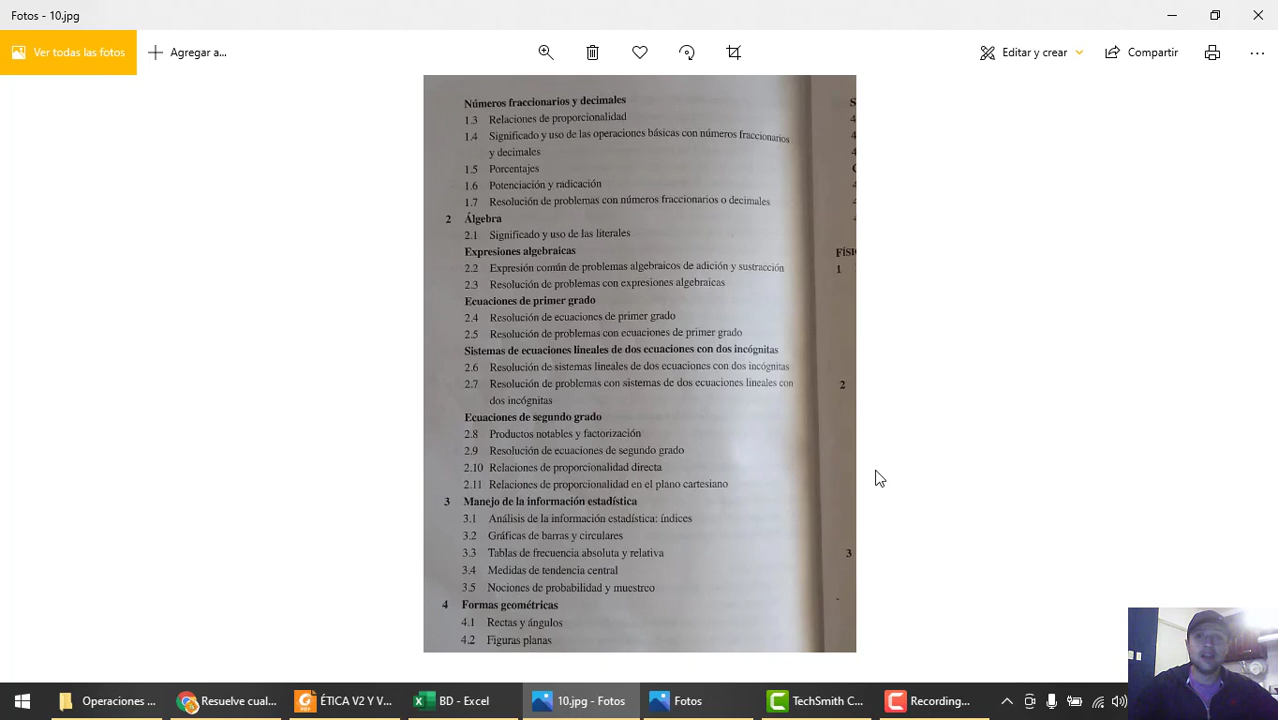 Fotos - 10.jpg
Ver todas las fotos
Agregar a...
Editar y crear
Compartir
Números fraccionarios y decimales
1.3 Relaciones de proporcionalidad
1.4 Significado y uso de las operaciones básicas con números fraccionarios
y decimales
1.5 Porcentajes
1.6 Potenciación y radicación
1.7 Resolución de problemas con números fraccionarios o decimales
2 Álgebra
2.1 Significado y uso de las literales
Expresiones algebraicas
2.2 Expresión común de problemas algebraicos de adición y sustracción
2.3 Resolución de problemas con expresiones algebraicas
Ecuaciones de primer grado
2.4 Resolución de ecuaciones de primer grado
2.5 Resolución de problemas con ecuaciones de primer grado
Sistemas de ecuaciones lineales de dos ecuaciones con dos incógnitas
2.6 Resolución de sistemas lineales de dos ecuaciones con dos incógnitas
2.7 Resolución de problemas con sistemas de dos ecuaciones lineales con
dos incógnitas
Ecuaciones de segundo grado
2.8 Productos notables y factorización
2.9 Resolución de ecuaciones de segundo grado
2.10 Relaciones de proporcionalidad directa
2.11 Relaciones de proporcionalidad en el plano cartesiano
3 Manejo de la información estadística
3.1 Análisis de la información estadística: índices
3.2 Gráficas de barras y circulares
3.3 Tablas de frecuencia absoluta y relativa
3.4 Medidas de tendencia central
3.5 Nociones de probabilidad y muestreo
4 Formas geométricas
4.1 Rectas y ángulos
4.2 Figuras planas
S
4
4
4
4
4
FÍSI
1
2
3
Operaciones ...
Resuelve cual...
ÉTICA V2 Y V...
BD - Excel
10.jpg - Fotos
Fotos
TechSmith C...
Recording...